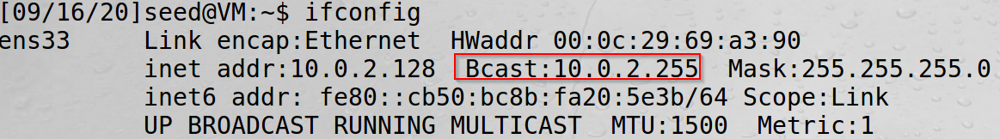 [09/16/20]seed@VM:~$ ifconfig
ens33     Link encap:Ethernet  HWaddr 00:0c:29:69:a3:90
          inet addr:10.0.2.128  Bcast:10.0.2.255  Mask:255.255.255.0
          inet6 addr: fe80::cb50:bc8b:fa20:5e3b/64 Scope:Link
          UP BROADCAST RUNNING MULTICAST  MTU:1500  Metric:1